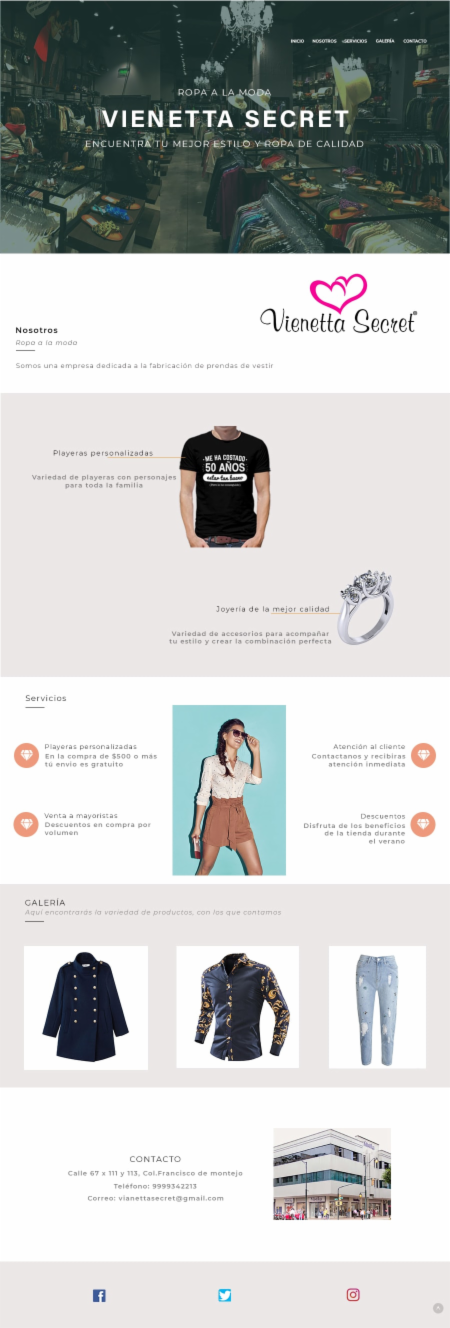 INICIO NOSOTROS SERVICIOS GALERÍA CONTACTO
ROPA A LA MODA
VIENETTA SECRET
ENCUENTRA TU MEJOR ESTILO Y ROPA DE CALIDAD
Vienetta Secret
Nosotros
Ropa a la moda
Somos una empresa dedicada a la fabricación de prendas de vestir
Playeras personalizadas
Variedad de playeras con personajes
para toda la familia
ME HA COSTADO
50 AÑOS
estar tan bueno
Joyería de la mejor calidad
Variedad de accesorios para acompañar
tu estilo y crear la combinación perfecta
Servicios
Playeras personalizadas
En la compra de $500 o más
tú envio es gratuito
Atención al cliente
Contactanos y recibiras
atención inmediata
Venta a mayoristas
Descuentos en compra por
volumen
Descuentos
Disfruta de los beneficios
de la tienda durante
el verano
GALERÍA
Aqui encontrarás la variedad de productos, con los que contamos
CONTACTO
Calle 67 x 111 y 113, Col.Francisco de montejo
Teléfono: 9999342213
Correo: vianettasecret@gmail.com